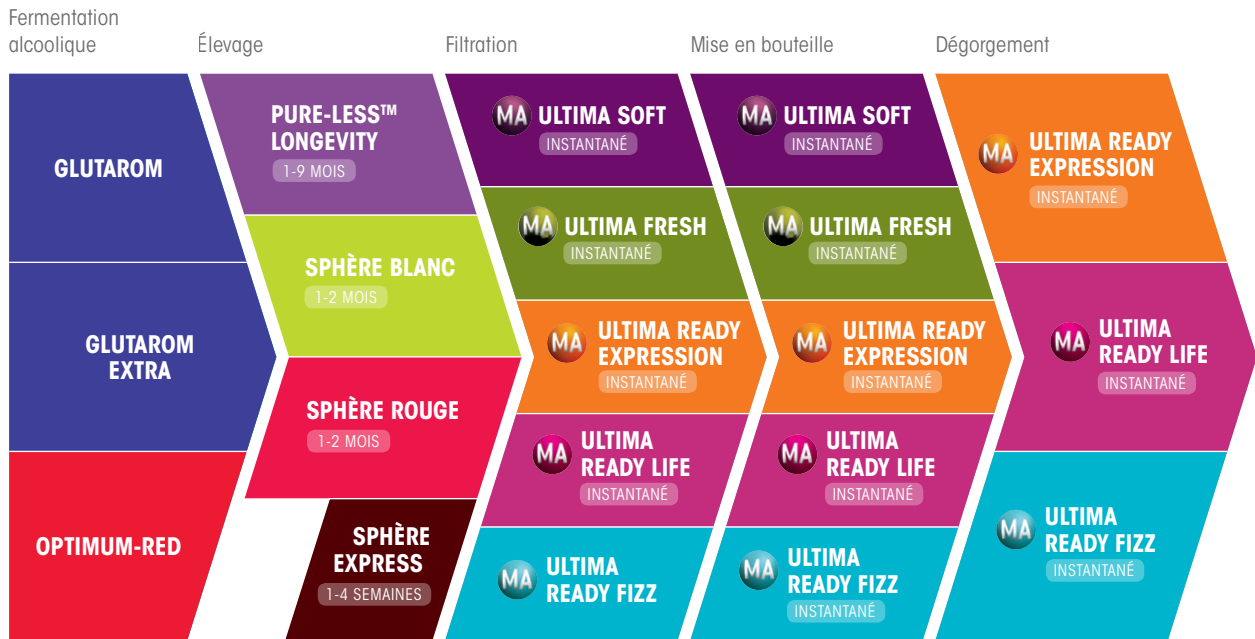 Fermentation
alcoolique
Élevage
Filtration
Mise en bouteille
Dégorgement
GLUTAROM
GLUTAROM
EXTRA
OPTIMUM-RED
PURE-LESS™
LONGEVITY
1-9 MOIS
SPHÈRE BLANC
1-2 MOIS
SPHÈRE ROUGE
1-2 MOIS
SPHÈRE
EXPRESS
1-4 SEMAINES
MA ULTIMA SOFT
INSTANTANÉ
MA ULTIMA FRESH
INSTANTANÉ
MA ULTIMA READY
EXPRESSION
INSTANTANÉ
MA ULTIMA
READY LIFE
INSTANTANÉ
MA ULTIMA
READY FIZZ
MA ULTIMA SOFT
INSTANTANÉ
MA ULTIMA FRESH
INSTANTANÉ
MA ULTIMA READY
EXPRESSION
INSTANTANÉ
MA ULTIMA
READY LIFE
INSTANTANÉ
MA ULTIMA
READY FIZZ
INSTANTANÉ
MA ULTIMA READY
EXPRESSION
INSTANTANÉ
MA ULTIMA
READY LIFE
INSTANTANÉ
MA ULTIMA
READY FIZZ
INSTANTANÉ